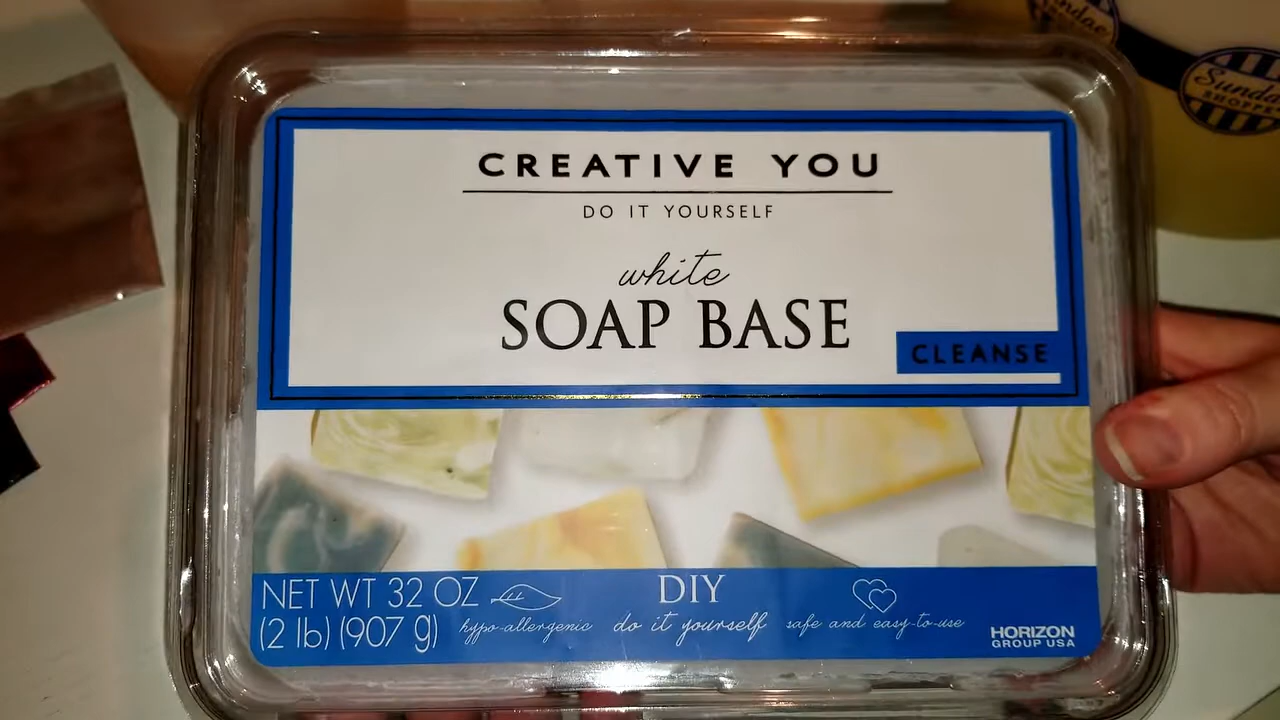 CREATIVE YOU
DO IT YOURSELF
white
SOAP BASE
CLEANSE
NET WT 32 OZ
(2 lb) (907 g)
hypo-allergenic
DIY
do it yourself
safe and easy-to-use
HORIZON
GROUP USA